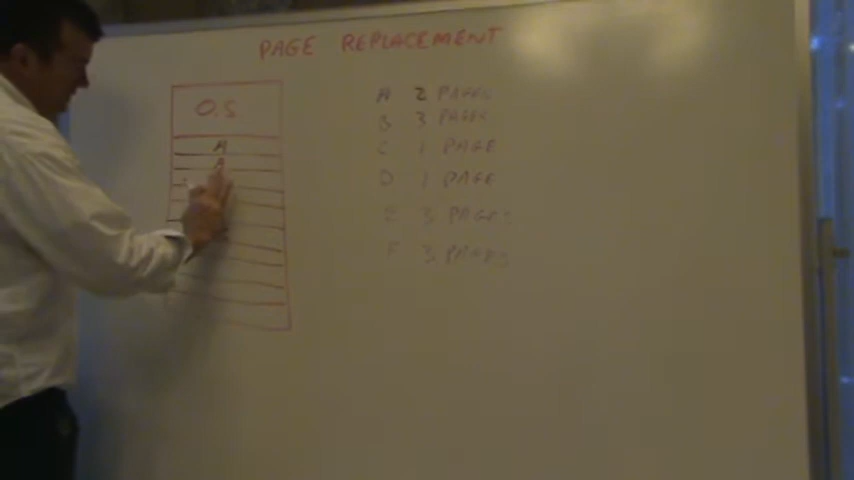 PAGE REPLACEMENT
O.S.
A
A
A 2 PAGES
B 3 PAGES
C 1 PAGE
D 1 PAGE
E 3 PAGES
F 3 PAGES